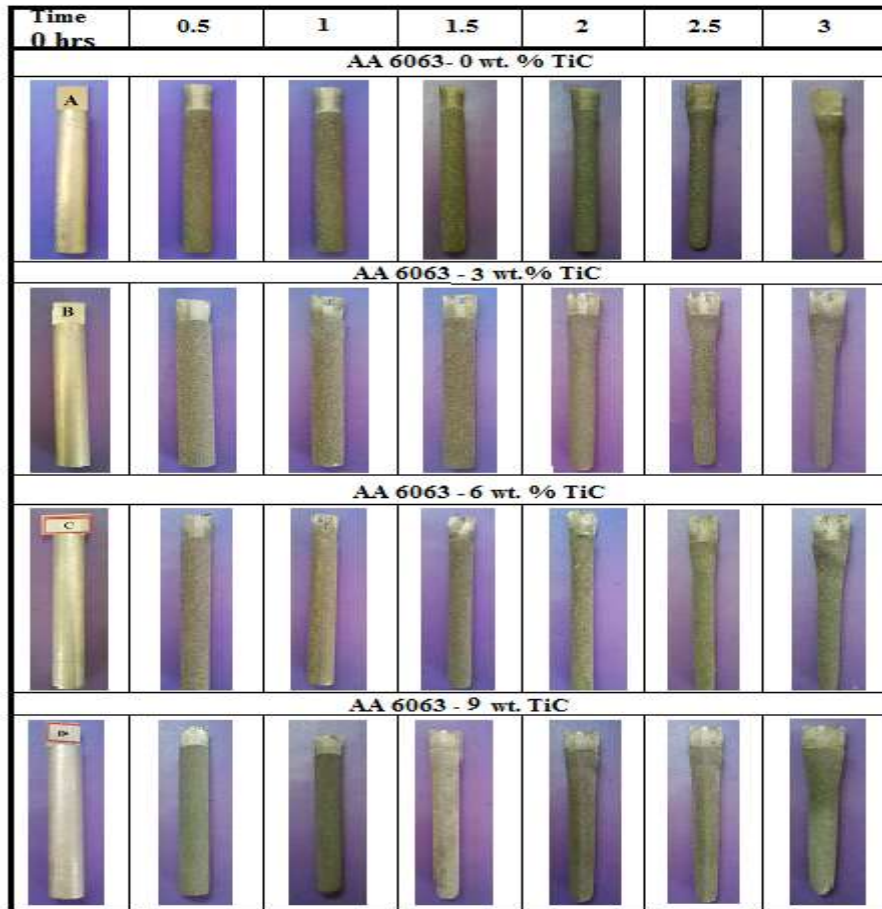 Time
0 hrs
0.5
1
1.5
2
2.5
3
AA 6063- 0 wt. % TiC
A
AA 6063 - 3 wt.% TiC
B
AA 6063 - 6 wt. % TiC
C
AA 6063 - 9 wt. TiC